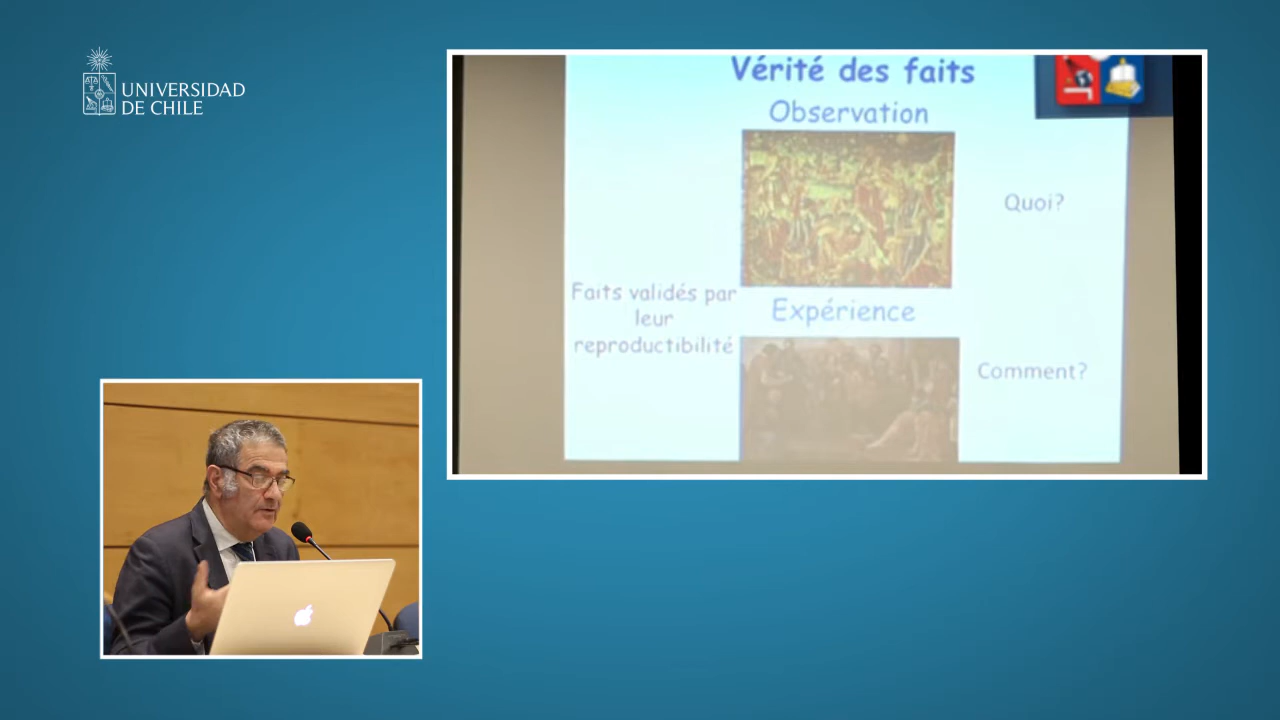 UNIVERSIDAD
DE CHILE
Vérité des faits
Observation
Quoi?
Faits validés par
leur
reproductibilité
Expérience
Comment?